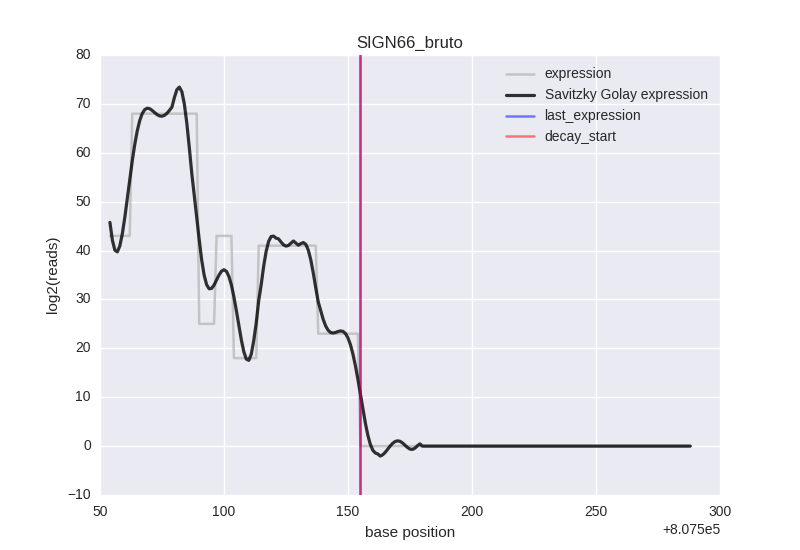 SIGN66_bruto
expression
Savitzky Golay expression
last_expression
decay_start
80
70
60
50
40
30
20
10
0
−10
log2(reads)
50
100
150
200
250
300
+8.075e5
base position